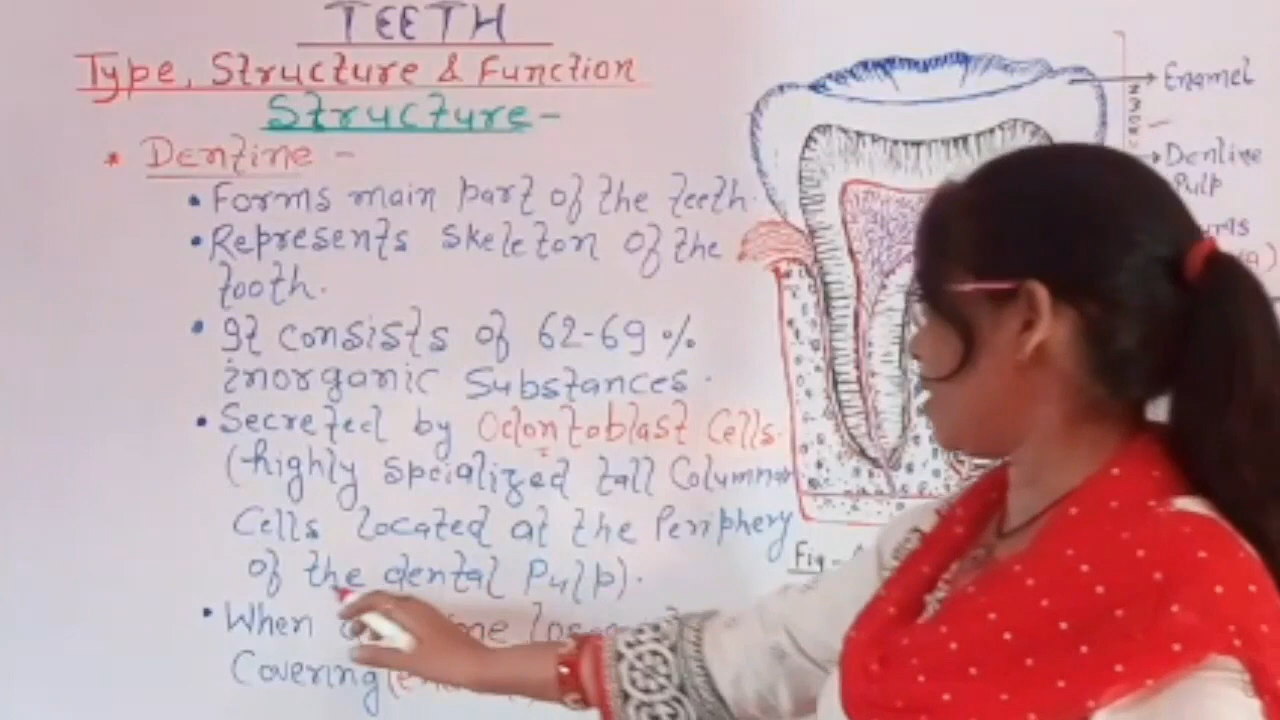 TEETH
Type, Structure & Function
Structure -
* Dentine -
• Forms main part of the teeth.
• Represents skeleton of the
tooth.
• It consists of 62-69 %
inorganic Substances.
• Secreted by Odontoblast Cells.
(highly specialized tall Columnar
Cells located at the Periphery
of the dental Pulp).
• When
Covering
Enamel
Dentine
Pulp
Fig -